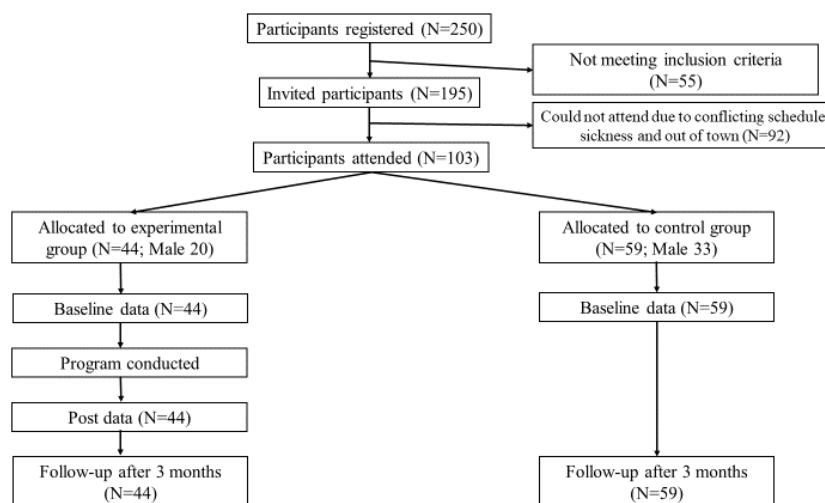 Participants registered (N=250)
Not meeting inclusion criteria
(N=55)
Invited participants (N=195)
Could not attend due to conflicting schedule
sickness and out of town (N=92)
Participants attended (N=103)
Allocated to experimental
group (N=44; Male 20)
Allocated to control group
(N=59; Male 33)
Baseline data (N=44)
Baseline data (N=59)
Program conducted
Post data (N=44)
Follow-up after 3 months
(N=44)
Follow-up after 3 months
(N=59)